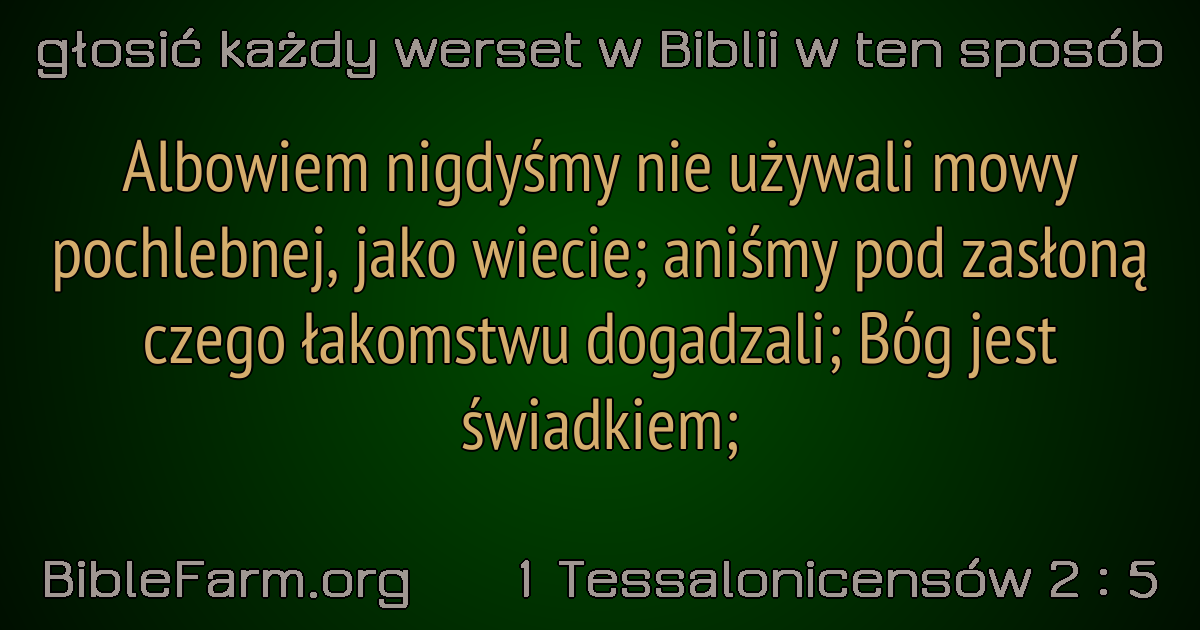 głosić każdy werset w Biblii w ten sposób
Albowiem nigdyśmy nie używali mowy
pochlebnej, jako wiecie; aniśmy pod zasłoną
czego łakomstwu dogadzali; Bóg jest
świadkiem;
BibleFarm.org 1 Tessalonicensów 2 : 5